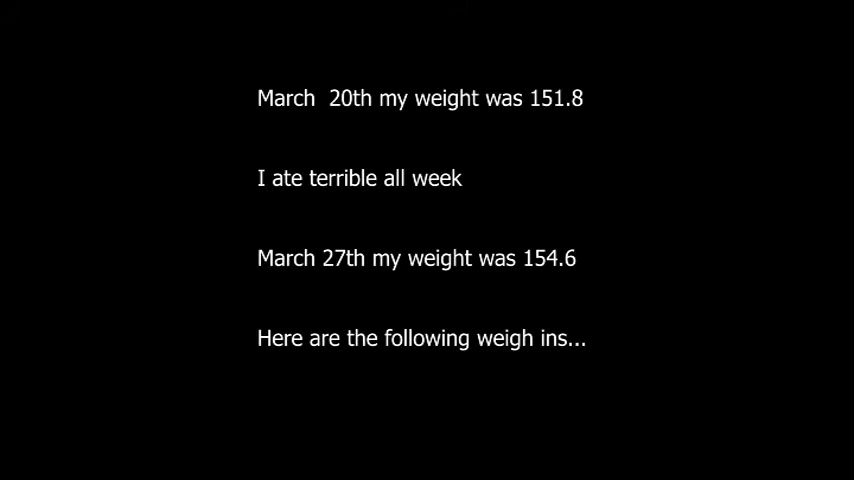 March  20th my weight was 151.8
I ate terrible all week
March 27th my weight was 154.6
Here are the following weigh ins...